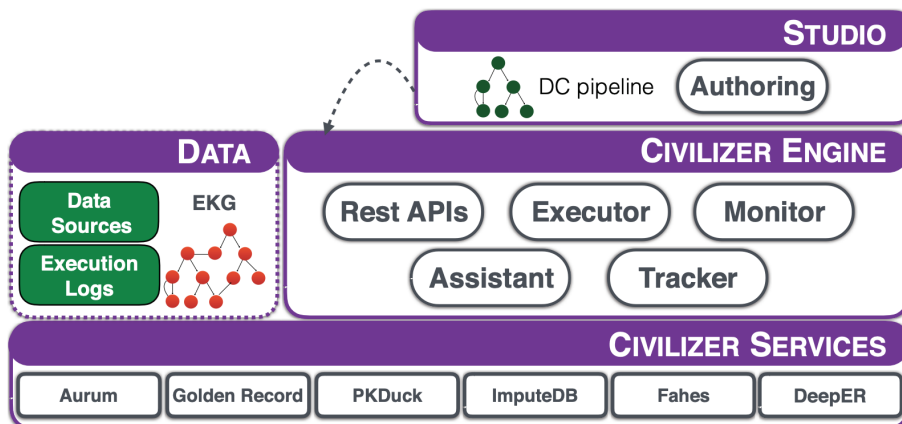 STUDIO
DC pipeline
Authoring
DATA
CIVILIZER ENGINE
Data
Sources
EKG
Execution
Logs
Rest APIs
Executor
Monitor
Assistant
Tracker
CIVILIZER SERVICES
Aurum
Golden Record
PKDuck
ImputeDB
Fahes
DeepER